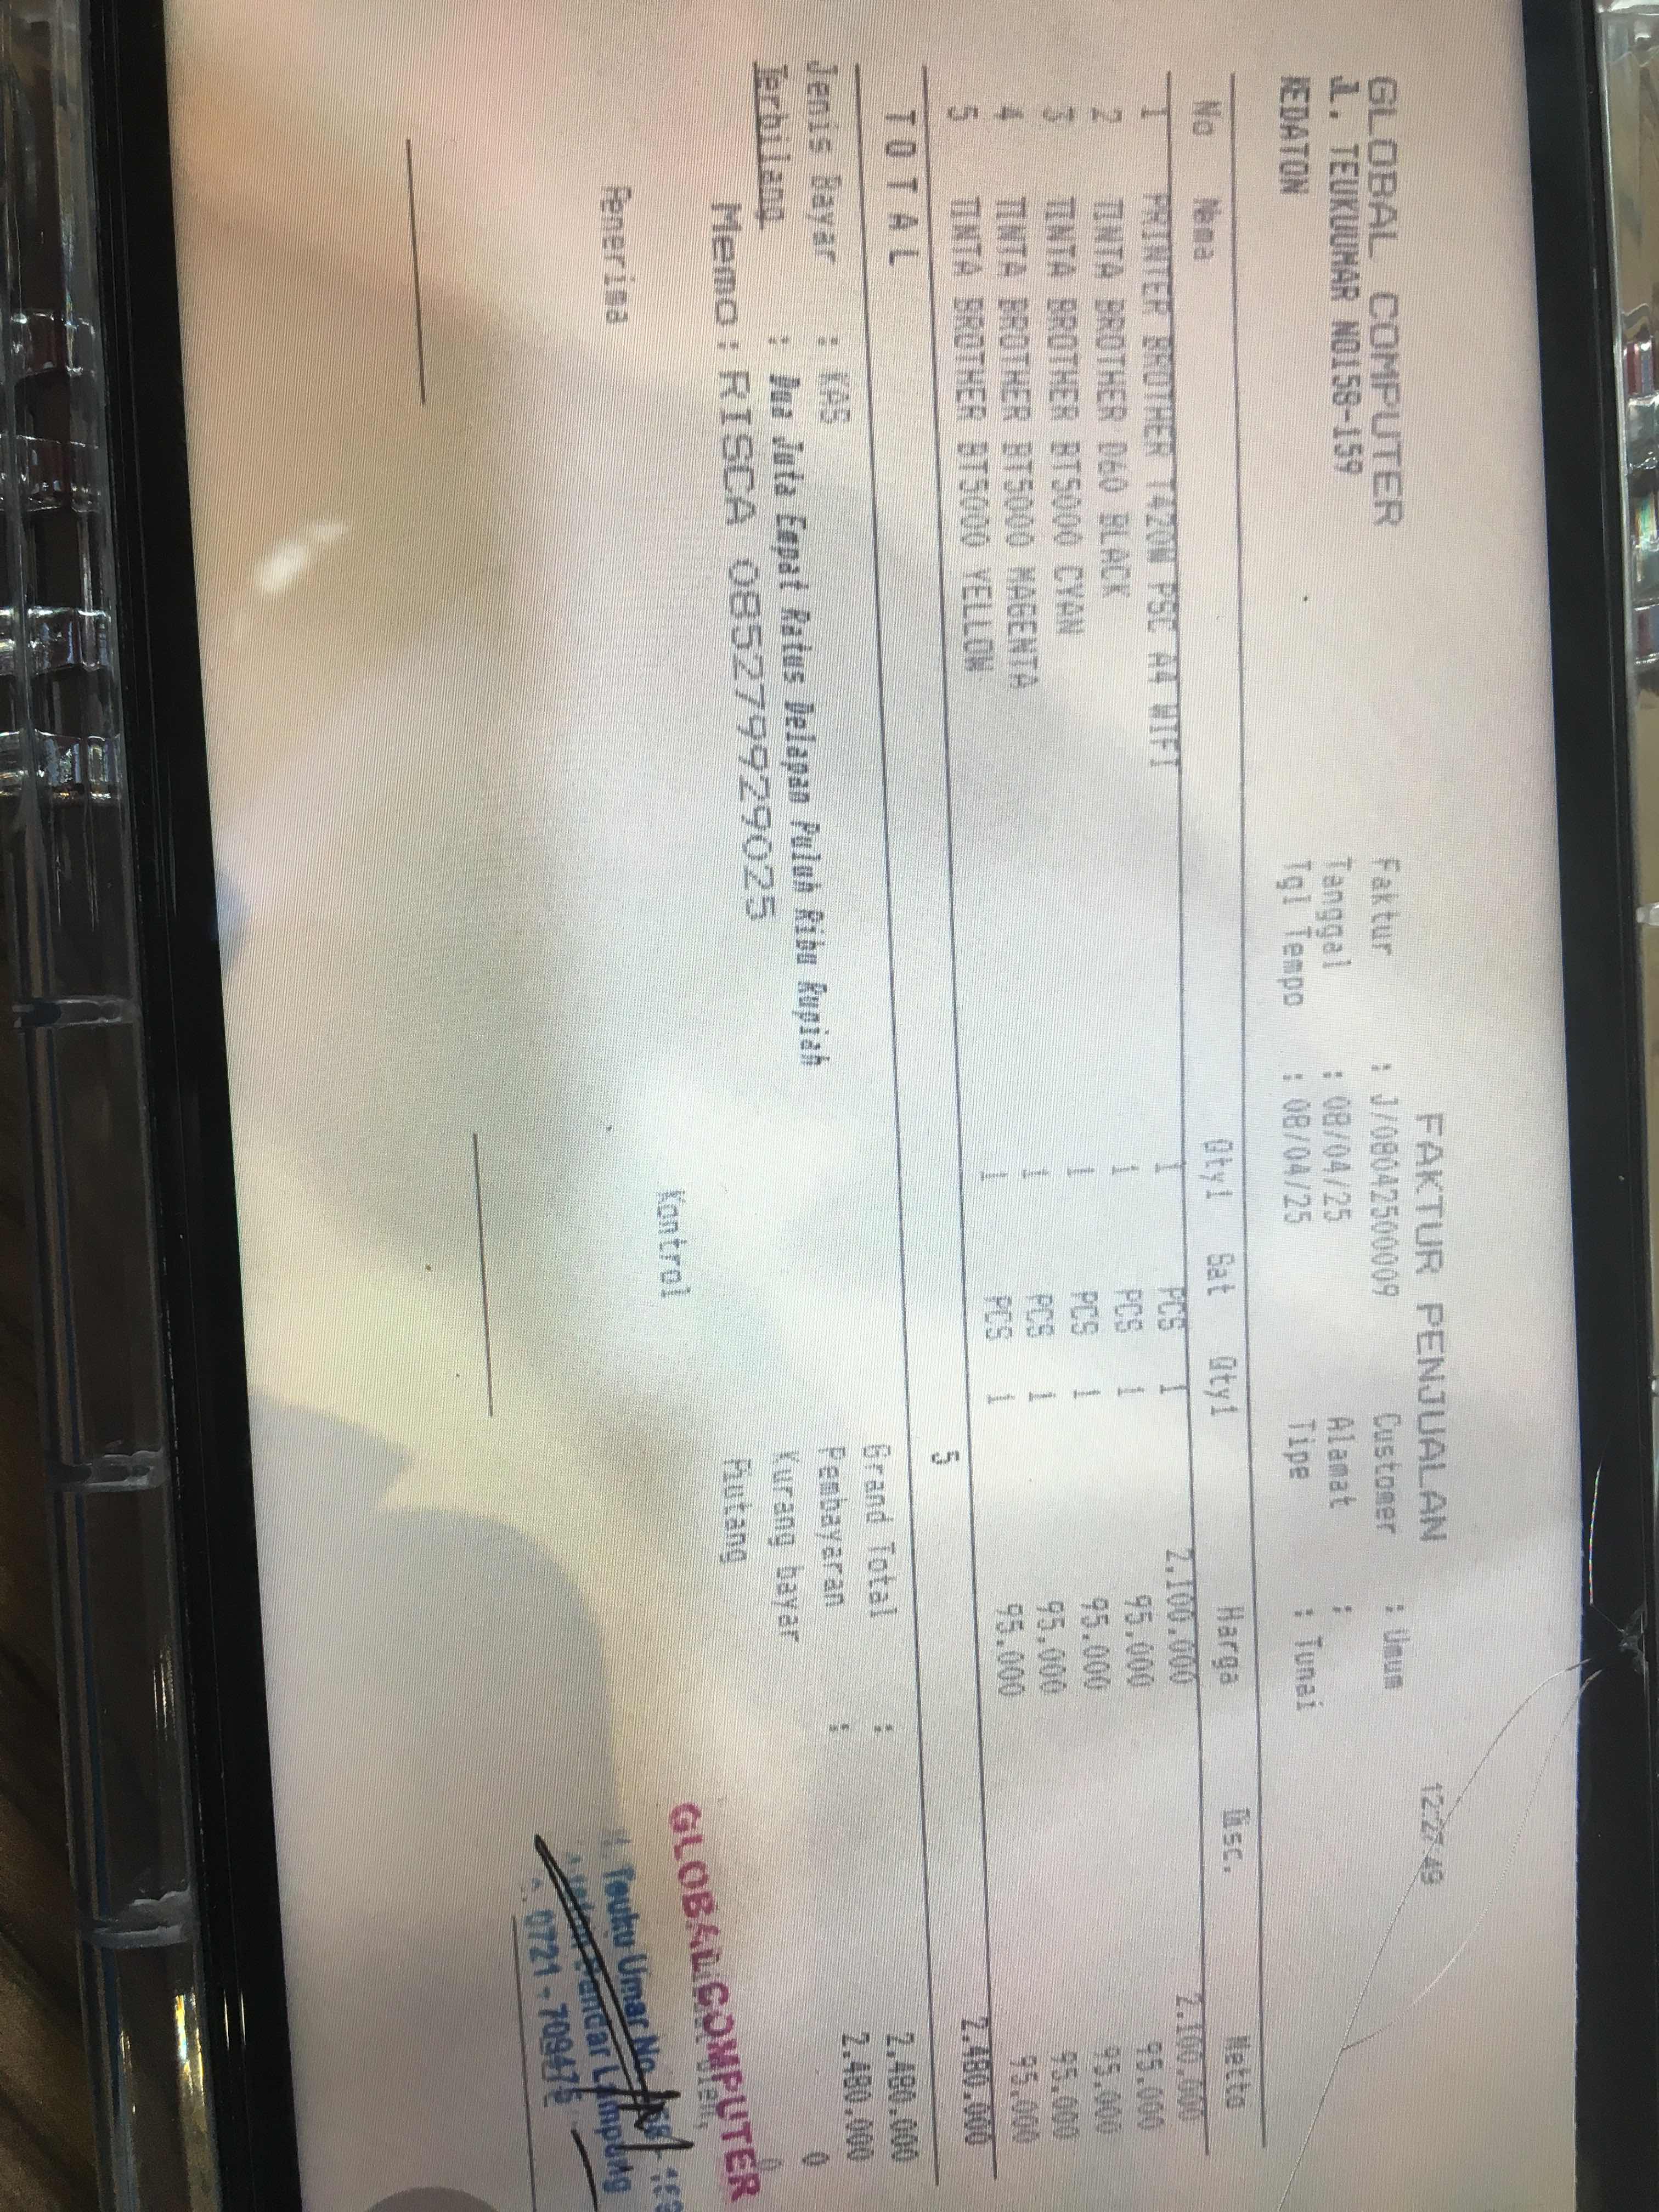 FAKTUR PENJUALAN 12:27:49
GLOBAL COMPUTER Faktur : J/08042500009 Customer : Umum
Jl. TEUKUUMAR NO158-159 Tanggal : 08/04/25 Alamat :
KEDATON Tgl Tempo : 08/04/25 Tipe : Tunai
No Nama Qty1 Sat Qty1 Harga Disc. Netto
1 PRINTER BROTHER T420W PSC A4 WIFI 1 PCS 1 2.100.000 2.100.000
2 TINTA BROTHER D60 BLACK 1 PCS 1 95.000 95.000
3 TINTA BROTHER BT5000 CYAN 1 PCS 1 95.000 95.000
4 TINTA BROTHER BT5000 MAGENTA 1 PCS 1 95.000 95.000
5 TINTA BROTHER BT5000 YELLOW 1 PCS 1 95.000 95.000
T O T A L 5 2.480.000
Grand Total : 2.480.000
Jenis Bayar : KAS Pembayaran : 2.480.000
Terbilang : Dua Juta Empat Ratus Delapan Puluh Ribu Rupiah Kurang bayar 0
Memo : RISCA 085279929025 Piutang 0
Penerima Kontrol
GLOBAL COMPUTER
Teuku Umar No.
Lampung
0721 - 709476